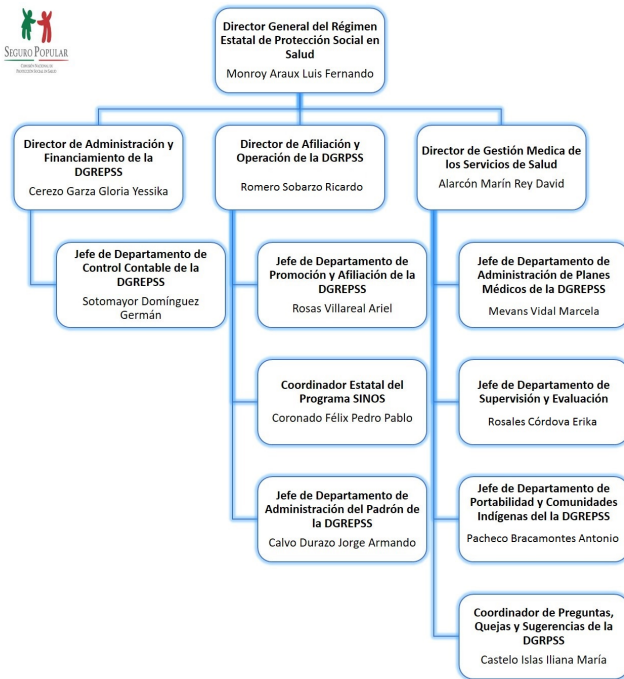 SEGURO POPULAR
COMISIÓN NACIONAL DE
PROTECCIÓN SOCIAL EN SALUD
Director General del Régimen
Estatal de Protección Social en
Salud
Monroy Araux Luis Fernando
Director de Administración y
Financiamiento de la
DGREPSS
Cerezo Garza Gloria Yessika
Director de Afiliación y
Operación de la DGRPSS
Romero Sobarzo Ricardo
Director de Gestión Medica de
los Servicios de Salud
Alarcón Marín Rey David
Jefe de Departamento de
Control Contable de la
DGREPSS
Sotomayor Domínguez
Germán
Jefe de Departamento de
Promoción y Afiliación de la
DGREPSS
Rosas Villareal Ariel
Jefe de Departamento de
Administración de Planes
Médicos de la DGREPSS
Mevans Vidal Marcela
Coordinador Estatal del
Programa SINOS
Coronado Félix Pedro Pablo
Jefe de Departamento de
Supervisión y Evaluación
Rosales Córdova Erika
Jefe de Departamento de
Administración del Padrón de
la DGREPSS
Calvo Durazo Jorge Armando
Jefe de Departamento de
Portabilidad y Comunidades
Indígenas del la DGREPSS
Pacheco Bracamontes Antonio
Coordinador de Preguntas,
Quejas y Sugerencias de la
DGRPSS
Castelo Islas Iliana María